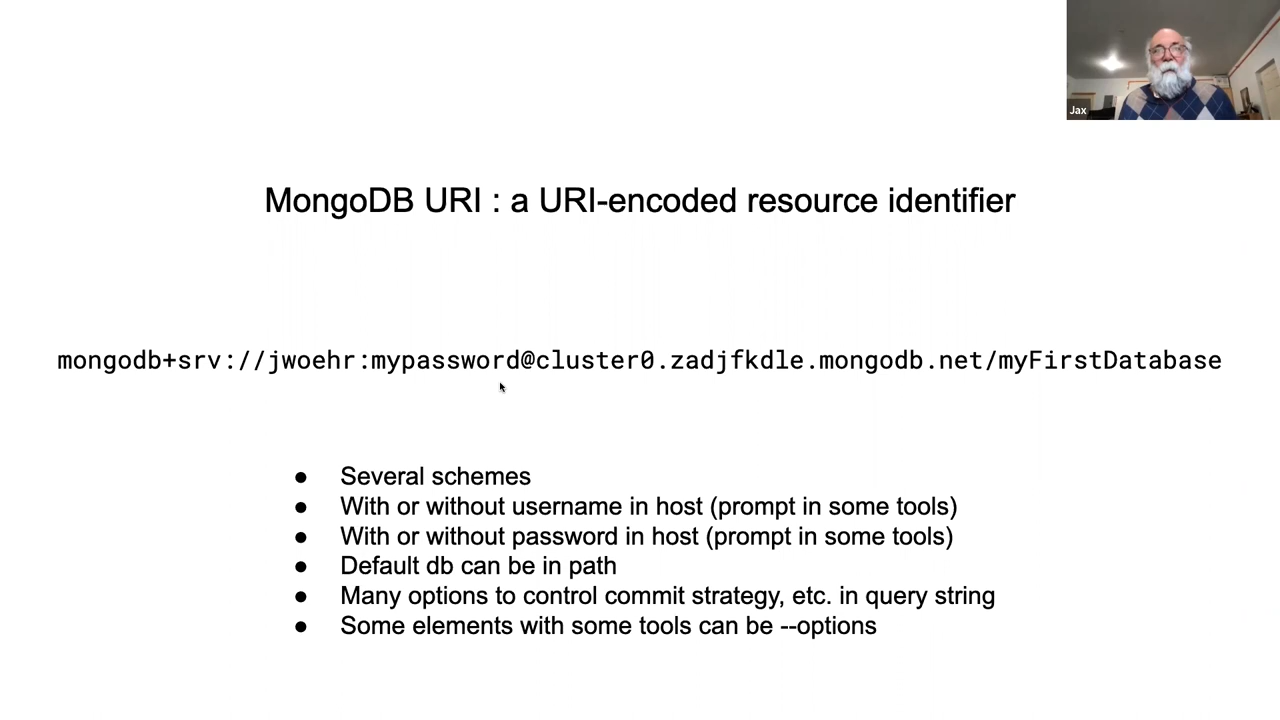 Jax
MongoDB URI : a URI-encoded resource identifier
mongodb+srv://jwoehr:mypassword@cluster0.zadjfkdle.mongodb.net/myFirstDatabase
● Several schemes
● With or without username in host (prompt in some tools)
● With or without password in host (prompt in some tools)
● Default db can be in path
● Many options to control commit strategy, etc. in query string
● Some elements with some tools can be --options